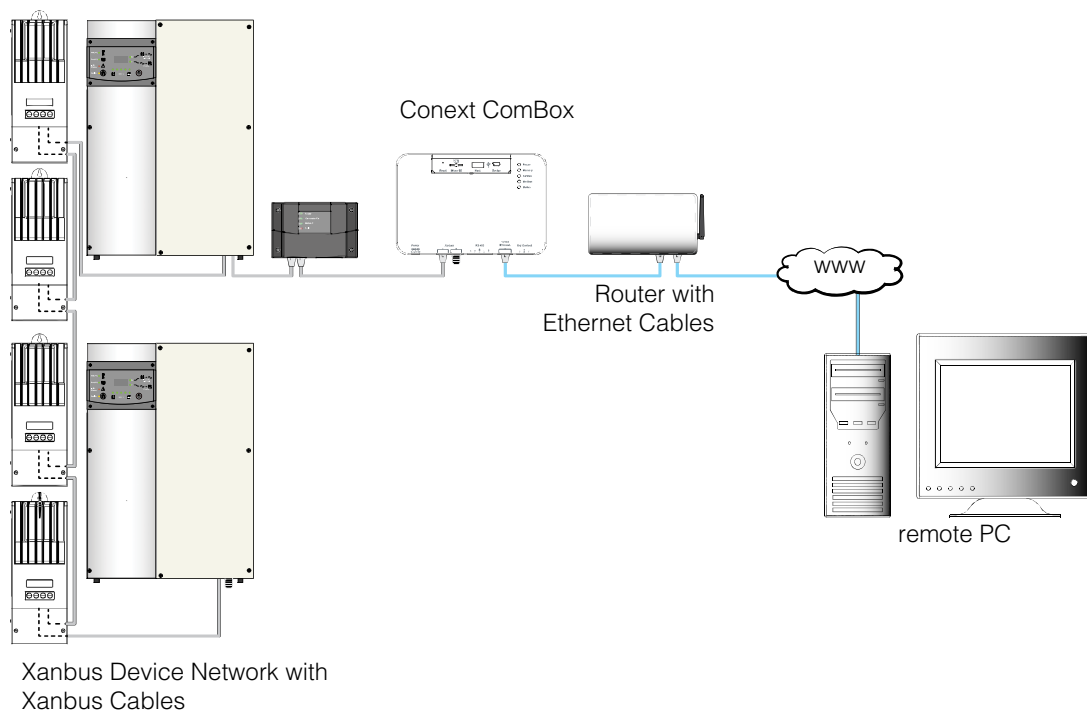 Conext ComBox
Router with
Ethernet Cables
WWW
remote PC
Xanbus Device Network with
Xanbus Cables